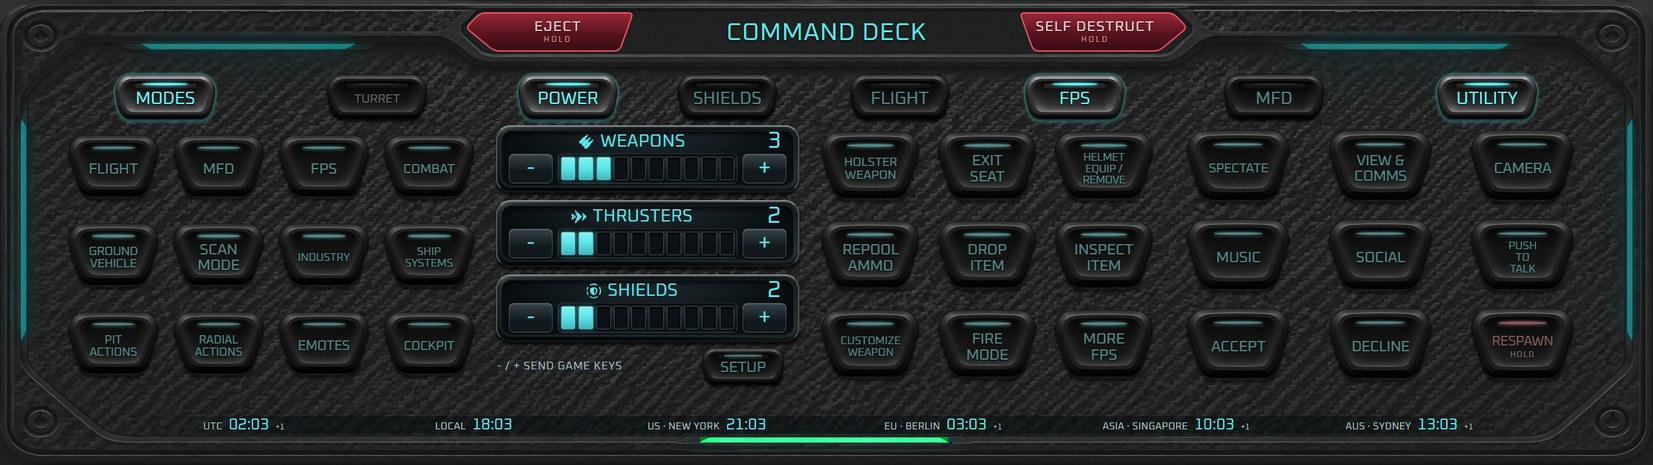 EJECT
HOLD
COMMAND DECK
SELF DESTRUCT
HOLD
MODES
TURRET
POWER
SHIELDS
FLIGHT
FPS
MFD
UTILITY
FLIGHT
MFD
FPS
COMBAT
GROUND
VEHICLE
SCAN
MODE
INDUSTRY
SHIP
SYSTEMS
PIT
ACTIONS
RADIAL
ACTIONS
EMOTES
COCKPIT
WEAPONS 3
- +
THRUSTERS 2
- +
SHIELDS 2
- +
- / + SEND GAME KEYS
SETUP
HOLSTER
WEAPON
EXIT
SEAT
HELMET
EQUIP /
REMOVE
REPOOL
AMMO
DROP
ITEM
INSPECT
ITEM
CUSTOMIZE
WEAPON
FIRE
MODE
MORE
FPS
SPECTATE
VIEW &
COMMS
CAMERA
MUSIC
SOCIAL
PUSH
TO
TALK
ACCEPT
DECLINE
RESPAWN
HOLD
UTC 02:03 +1
LOCAL 18:03
US · NEW YORK 21:03
EU · BERLIN 03:03 +1
ASIA · SINGAPORE 10:03 +1
AUS · SYDNEY 13:03 +1